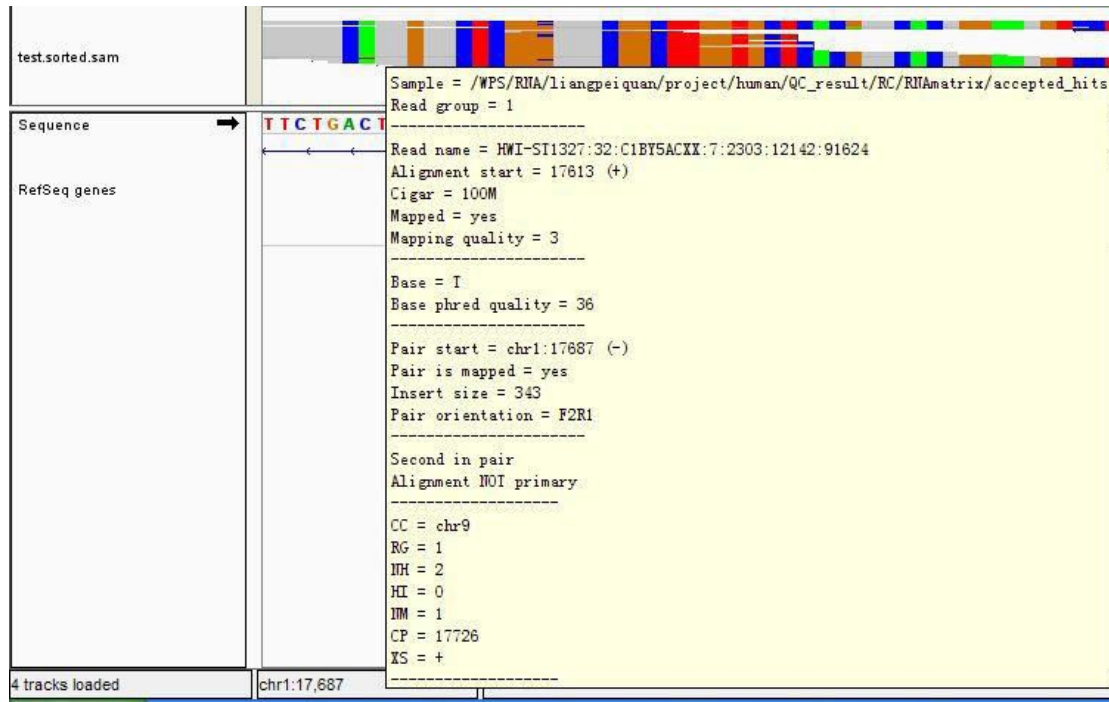 test.sorted.sam
Sample = /WPS/RNA/liangpeiquan/project/human/QC_result/RC/RNAmatrix/accepted_hits
Read group = 1
----------------------
Sequence
TTCTGACT
Read name = HWI-ST1327:32:C1BY5ACXX:7:2303:12142:91624
Alignment start = 17613 (+)
RefSeq genes
Cigar = 100M
Mapped = yes
Mapping quality = 3
----------------------
Base = T
Base phred quality = 36
----------------------
Pair start = chr1:17687 (-)
Pair is mapped = yes
Insert size = 343
Pair orientation = F2R1
----------------------
Second in pair
Alignment NOT primary
-------------------
CC = chr9
RG = 1
NH = 2
HI = 0
NM = 1
CP = 17726
XS = +
-------------------
4 tracks loaded
chr1:17,687